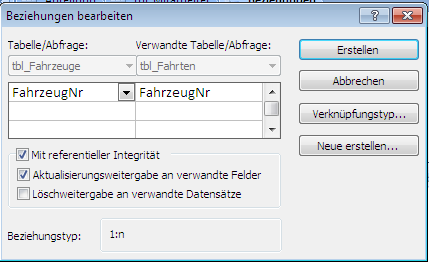 Beziehungen bearbeiten
Tabelle/Abfrage: Verwandte Tabelle/Abfrage:
tbl_Fahrzeuge tbl_Fahrten
FahrzeugNr FahrzeugNr
Mit referentieller Integrität
Aktualisierungsweitergabe an verwandte Felder
Löschweitergabe an verwandte Datensätze
Beziehungstyp: 1:n
Erstellen
Abbrechen
Verknüpfungstyp...
Neue erstellen...